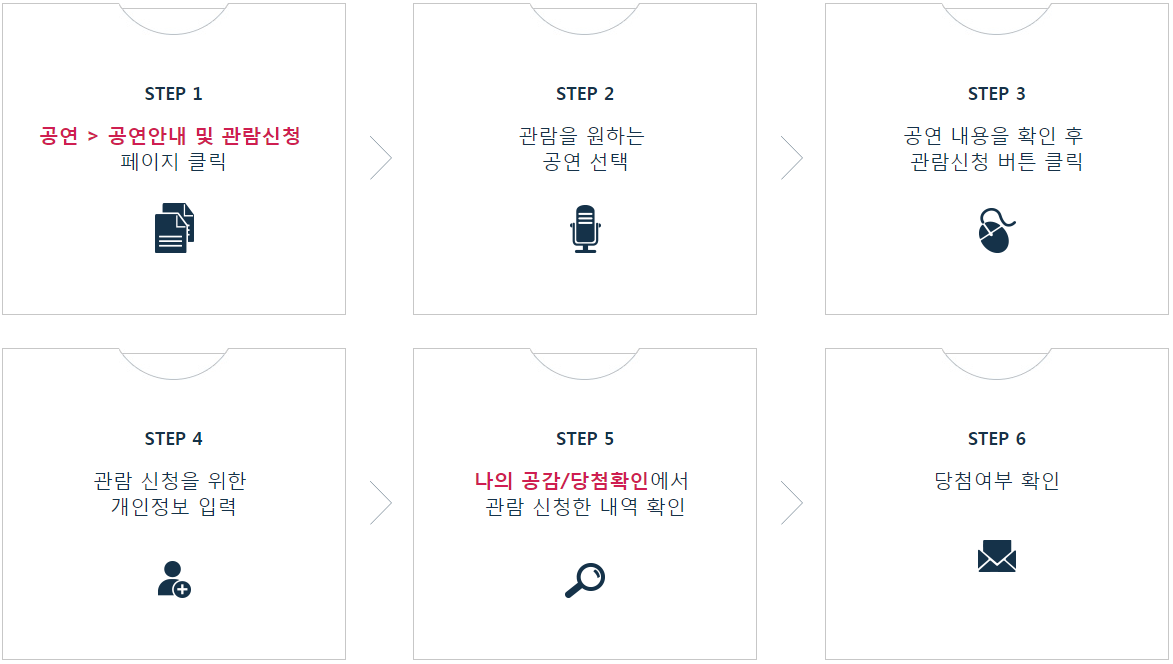 STEP 1
공연 > 공연안내 및 관람신청
페이지 클릭
STEP 2
관람을 원하는
공연 선택
STEP 3
공연 내용을 확인 후
관람신청 버튼 클릭
STEP 4
관람 신청을 위한
개인정보 입력
STEP 5
나의 공감/당첨확인에서
관람 신청한 내역 확인
STEP 6
당첨여부 확인